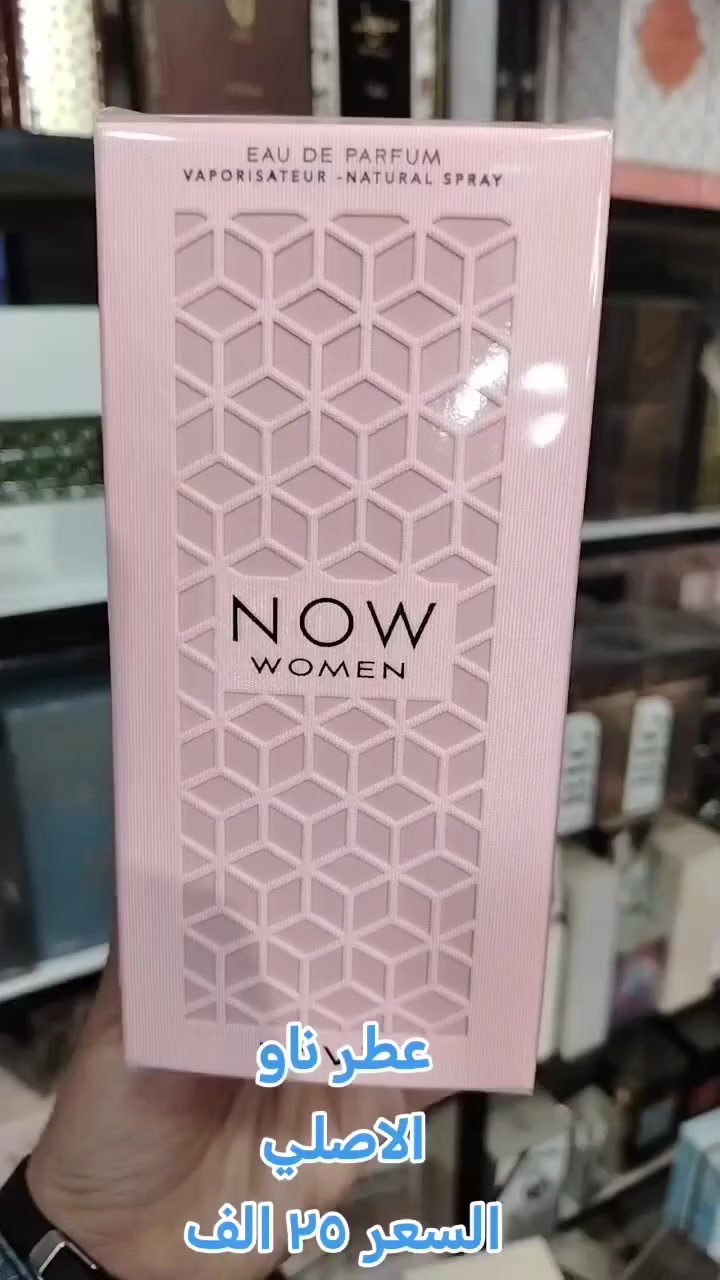 EAU DE PARFUM
VAPORISATEUR -NATURAL SPRAY
NOW
WOMEN
عطر ناو
الاصلي
السعر ٢٥ الف